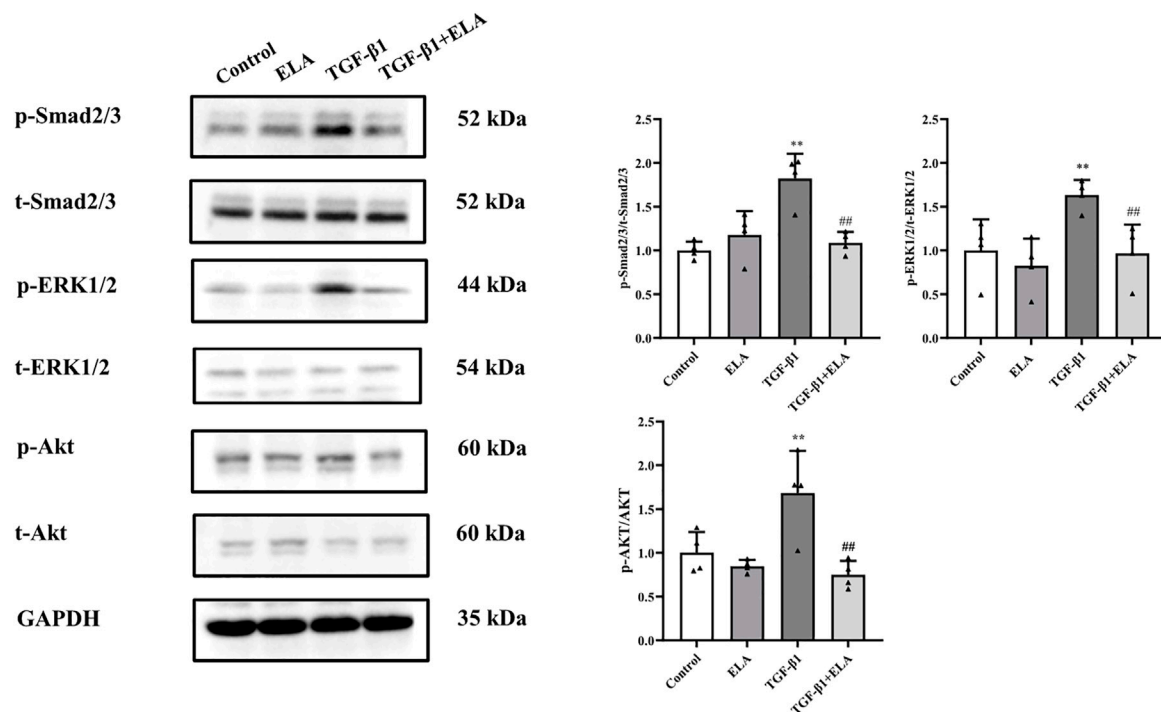 Control ELA TGF-β1 TGF-β1+ELA
p-Smad2/3 52 kDa
t-Smad2/3 52 kDa
p-ERK1/2 44 kDa
t-ERK1/2 54 kDa
p-Akt 60 kDa
t-Akt 60 kDa
GAPDH 35 kDa
p-Smad2/3/t-Smad2/3
2.5
2.0
1.5
1.0
0.5
0.0
**
##
Control ELA TGF-β1 TGF-β1+ELA
p-ERK1/2/t-ERK1/2
2.5
2.0
1.5
1.0
0.5
0.0
**
##
Control ELA TGF-β1 TGF-β1+ELA
p-AKT/AKT
2.5
2.0
1.5
1.0
0.5
0.0
**
##
Control ELA TGF-β1 TGF-β1+ELA